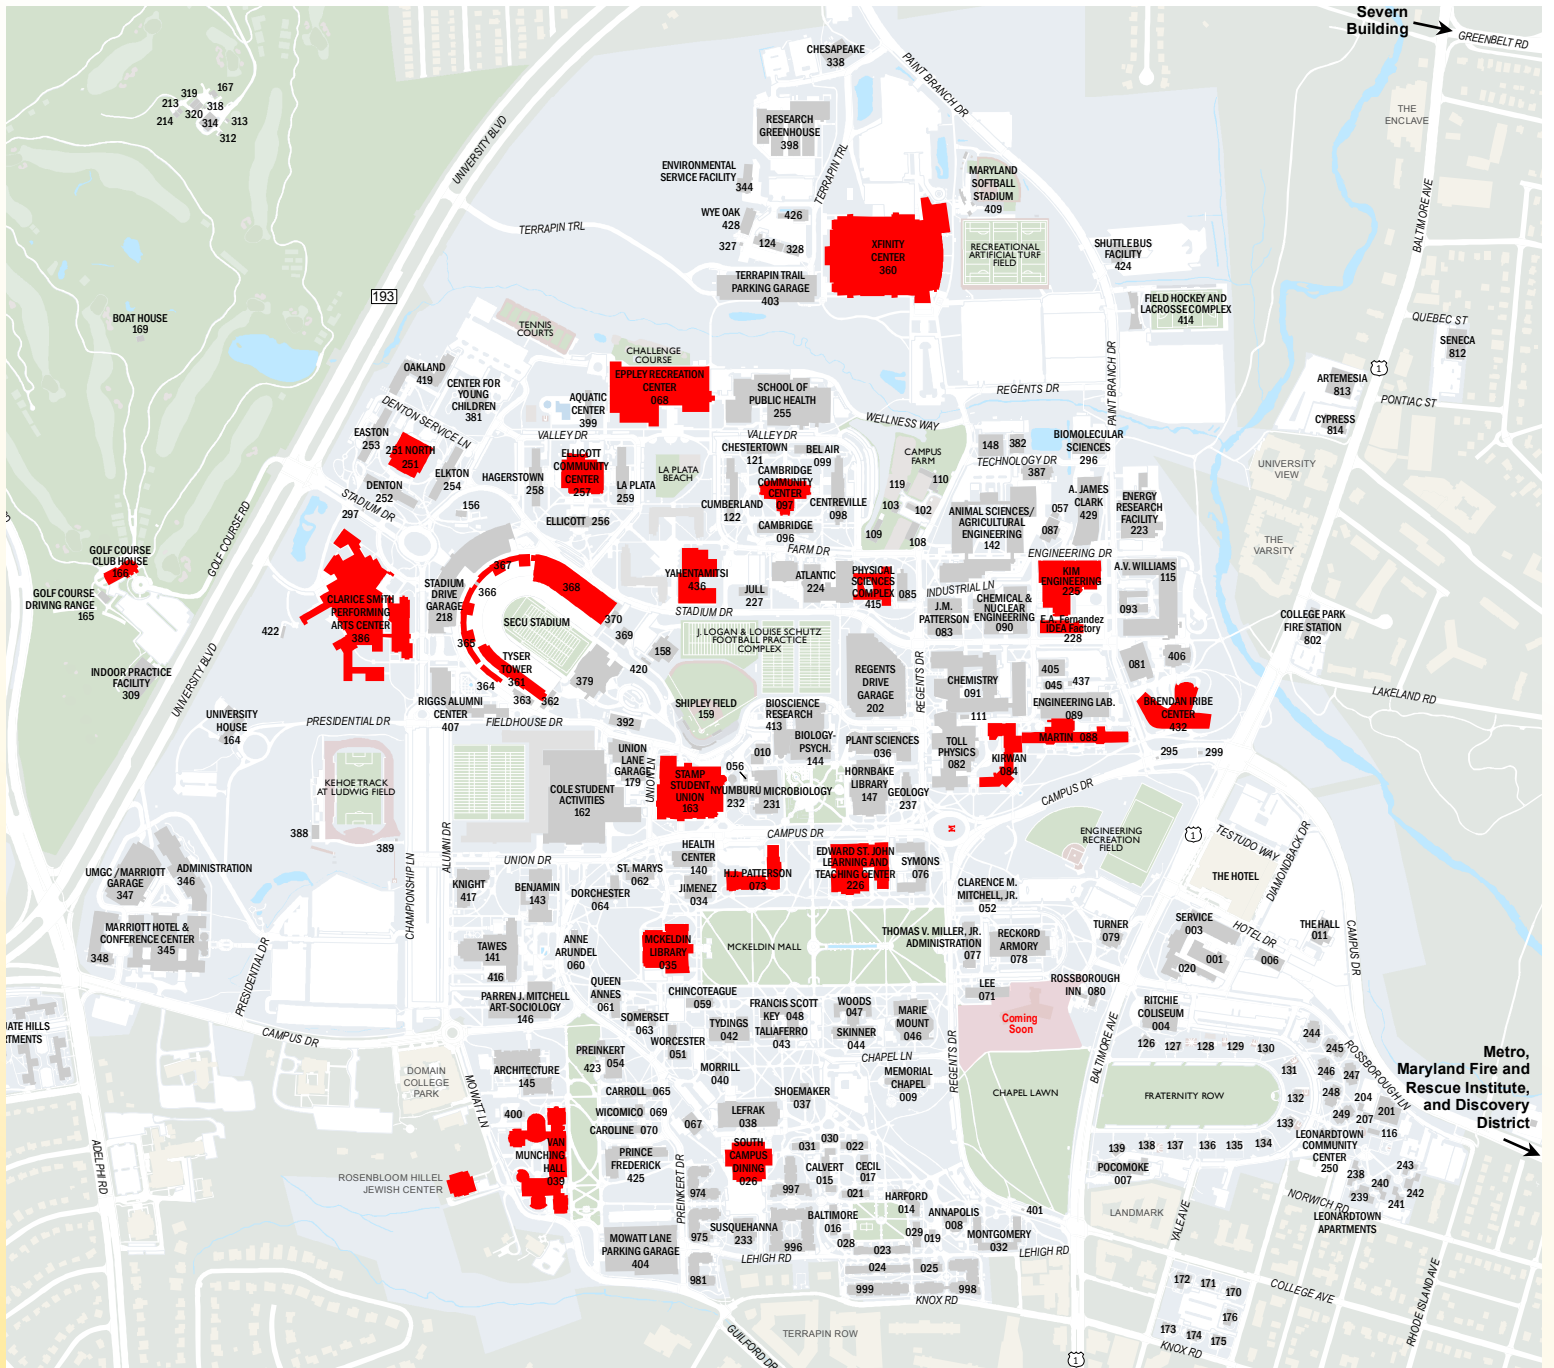 Severn
Building
GREENBELT RD
CHESAPEAKE
338
PAINT BRANCH DR
319
167
213
318
320
214
314
313
312
THE
ENCLAVE
RESEARCH
GREENHOUSE
398
UNIVERSITY BLVD
TERRAPIN TRL
ENVIRONMENTAL
SERVICE FACILITY
344
MARYLAND
SOFTBALL
STADIUM
409
BALTIMORE AVE
WYE OAK
428
426
327
124
328
TERRAPIN TRL
XFINITY
CENTER
360
RECREATIONAL
ARTIFICIAL TURF
FIELD
SHUTTLE BUS
FACILITY
424
TERRAPIN TRAIL
PARKING GARAGE
403
193
FIELD HOCKEY AND
LACROSSE COMPLEX
414
BOAT HOUSE
169
TENNIS
COURTS
QUEBEC ST
SENECA
812
CHALLENGE
COURSE
EPPLEY RECREATION
CENTER
068
OAKLAND
419
CENTER FOR
YOUNG
CHILDREN
381
AQUATIC
CENTER
399
SCHOOL OF
PUBLIC HEALTH
255
REGENTS DR
PAINT BRANCH DR
1
ARTEMESIA
813
PONTIAC ST
CYPRESS
814
DENTON SERVICE LN
EASTON
253
251 NORTH
251
VALLEY DR
VALLEY DR
WELLNESS WAY
CHESTERTOWN
121
BEL AIR
099
148
382
BIOMOLECULAR
SCIENCES
296
TECHNOLOGY DR
387
CAMPUS
FARM
UNIVERSITY
VIEW
ELKTON
254
DENTON
252
HAGERSTOWN
258
ELLICOTT
COMMUNITY
CENTER
257
LA PLATA
259
LA PLATA
BEACH
CAMBRIDGE
COMMUNITY
CENTER
097
CUMBERLAND
122
CENTREVILLE
098
119
110
103
102
A. JAMES
CLARK
429
ENERGY
RESEARCH
FACILITY
223
STADIUM DR
297
156
ELLICOTT 256
CAMBRIDGE
096
109
108
ANIMAL SCIENCES/
AGRICULTURAL
ENGINEERING
142
057
087
THE
VARSITY
FARM DR
ENGINEERING DR
GOLF COURSE RD
GOLF COURSE
CLUB HOUSE
166
GOLF COURSE
DRIVING RANGE
165
CLARICE SMITH
PERFORMING
ARTS CENTER
386
422
STADIUM
DRIVE
GARAGE
218
367
366
368
365
SECU STADIUM
370
369
TYSER
TOWER
361
364
363
362
379
420
YAHENTAMITSI
436
JULL
227
ATLANTIC
224
PHYSICAL
SCIENCES
COMPLEX
415
085
INDUSTRIAL LN
J.M.
PATTERSON
083
CHEMICAL &
NUCLEAR
ENGINEERING
090
KIM
ENGINEERING
225
A.V. WILLIAMS
115
093
E.A. Fernandez
IDEA Factory
228
COLLEGE PARK
FIRE STATION
802
STADIUM DR
J. LOGAN & LOUISE SCHUTZ
FOOTBALL PRACTICE
COMPLEX
158
INDOOR PRACTICE
FACILITY
309
UNIVERSITY BLVD
REGENTS
DRIVE
GARAGE
202
REGENTS DR
CHEMISTRY
091
405
045
437
081
406
LAKELAND RD
UNIVERSITY
HOUSE
164
PRESIDENTIAL DR
RIGGS ALUMNI
CENTER
407
FIELDHOUSE DR
392
SHIPLEY FIELD
159
BIOSCIENCE
RESEARCH
413
111
ENGINEERING LAB.
089
BRENDAN IRIBE
CENTER
432
KEHOE TRACK
AT LUDWIG FIELD
UNION
LANE
GARAGE
179
UNION LN
010
BIOLOGY-
PSYCH.
144
PLANT SCIENCES
036
TOLL
PHYSICS
082
MARTIN 088
KIRWAN
084
295
299
COLE STUDENT
ACTIVITIES
162
STAMP
STUDENT
UNION
163
056
NYUMBURU
232
MICROBIOLOGY
231
HORNBAKE
LIBRARY
147
GEOLOGY
237
CAMPUS DR
388
389
CAMPUS DR
M
ENGINEERING
RECREATION
FIELD
1
TESTUDO WAY
DIAMONDBACK DR
CHAMPIONSHIP LN
ALUMNI DR
UNION DR
HEALTH
CENTER
140
H.J. PATTERSON
073
EDWARD ST. JOHN
LEARNING AND
TEACHING CENTER
226
SYMONS
076
THE HOTEL
UMGC / MARRIOTT
GARAGE
347
ADMINISTRATION
346
KNIGHT
417
BENJAMIN
143
ST. MARYS
062
DORCHESTER
064
JIMENEZ
034
CLARENCE M.
MITCHELL, JR.
052
MARRIOTT HOTEL &
CONFERENCE CENTER
345
348
PRESIDENTIAL DR
TAWES
141
416
ANNE
ARUNDEL
060
MCKELDIN
LIBRARY
035
MCKELDIN MALL
THOMAS V. MILLER, JR.
ADMINISTRATION
077
RECKORD
ARMORY
078
TURNER
079
SERVICE
003
HOTEL DR
THE HALL
011
CAMPUS DR
020
001
006
QUEEN
ANNES
061
CHINCOTEAGUE
059
LEE
071
ROSSBOROUGH
INN 080
PARREN J. MITCHELL
ART-SOCIOLOGY
146
SOMERSET
063
TYDINGS
042
FRANCIS SCOTT
KEY 048
WOODS
047
MARIE
MOUNT
046
Coming
Soon
RITCHIE
COLISEUM
004
TALIAFERRO
043
SKINNER
044
CAMPUS DR
WORCESTER
051
CHAPEL LN
126
127
128
129
130
244
245
ROSSBOROUGH LN
Metro,
Maryland Fire and
Rescue Institute,
and Discovery
District
PREINKERT
054
423
ARCHITECTURE
145
MORRILL
040
MEMORIAL
CHAPEL
009
REGENTS DR
BALTIMORE AVE
131
246
247
DOMAIN
COLLEGE
PARK
MOWATT LN
CARROLL 065
SHOEMAKER
037
CHAPEL LAWN
FRATERNITY ROW
132
248
204
400
WICOMICO 069
LEFRAK
038
249
207
201
133
116
CAROLINE 070
067
VAN
MUNCHING
HALL
039
SOUTH
CAMPUS
DINING
026
031
030
022
139
138
137
136
135
134
LEONARDTOWN
COMMUNITY
CENTER
250
PRINCE
FREDERICK
425
CALVERT
015
CECIL
017
POCOMOKE
007
243
238
240
ADELPHI RD
ROSENBLOOM HILLEL
JEWISH CENTER
PREINKERT DR
974
997
021
HARFORD
014
ANNAPOLIS
008
401
LANDMARK
YALE AVE
NORWICH RD
239
242
241
LEONARDTOWN
APARTMENTS
MOWATT LANE
PARKING GARAGE
404
975
SUSQUEHANNA
233
BALTIMORE
016
028
029
019
MONTGOMERY
032
996
023
LEHIGH RD
LEHIGH RD
981
024
025
999
998
KNOX RD
172
171
170
COLLEGE AVE
RHODE ISLAND AVE
176
173
174
175
KNOX RD
GUILFORD DR
TERRAPIN ROW
1